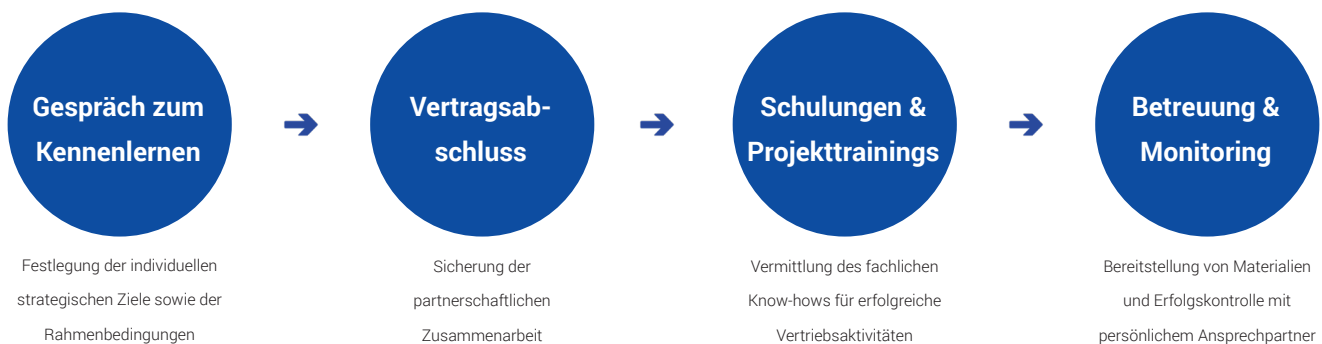 Gespräch zum
Kennenlernen
Festlegung der individuellen
strategischen Ziele sowie der
Rahmenbedingungen
Vertragsab-
schluss
Sicherung der
partnerschaftlichen
Zusammenarbeit
Schulungen &
Projekttrainings
Vermittlung des fachlichen
Know-hows für erfolgreiche
Vertriebsaktivitäten
Betreuung &
Monitoring
Bereitstellung von Materialien
und Erfolgskontrolle mit
persönlichem Ansprechpartner